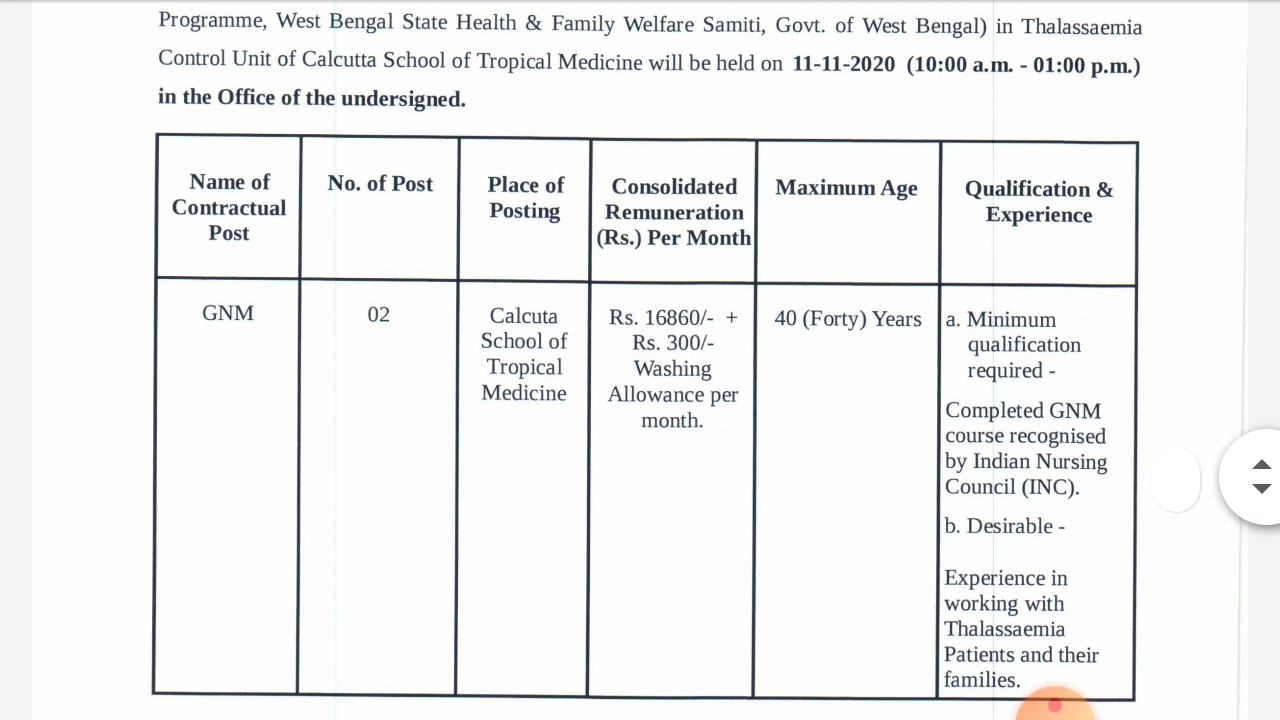 Programme, West Bengal State Health & Family Welfare Samiti, Govt. of West Bengal) in Thalassaemia
Control Unit of Calcutta School of Tropical Medicine will be held on 11-11-2020 (10:00 a.m. - 01:00 p.m.)
in the Office of the undersigned.
Name of
Contractual
Post
No. of Post
Place of
Posting
Consolidated
Remuneration
(Rs.) Per Month
Maximum Age
Qualification &
Experience
GNM
02
Calcuta
School of
Tropical
Medicine
Rs. 16860/- +
Rs. 300/-
Washing
Allowance per
month.
40 (Forty) Years
a. Minimum
qualification
required -
Completed GNM
course recognised
by Indian Nursing
Council (INC).
b. Desirable -
Experience in
working with
Thalassaemia
Patients and their
families.